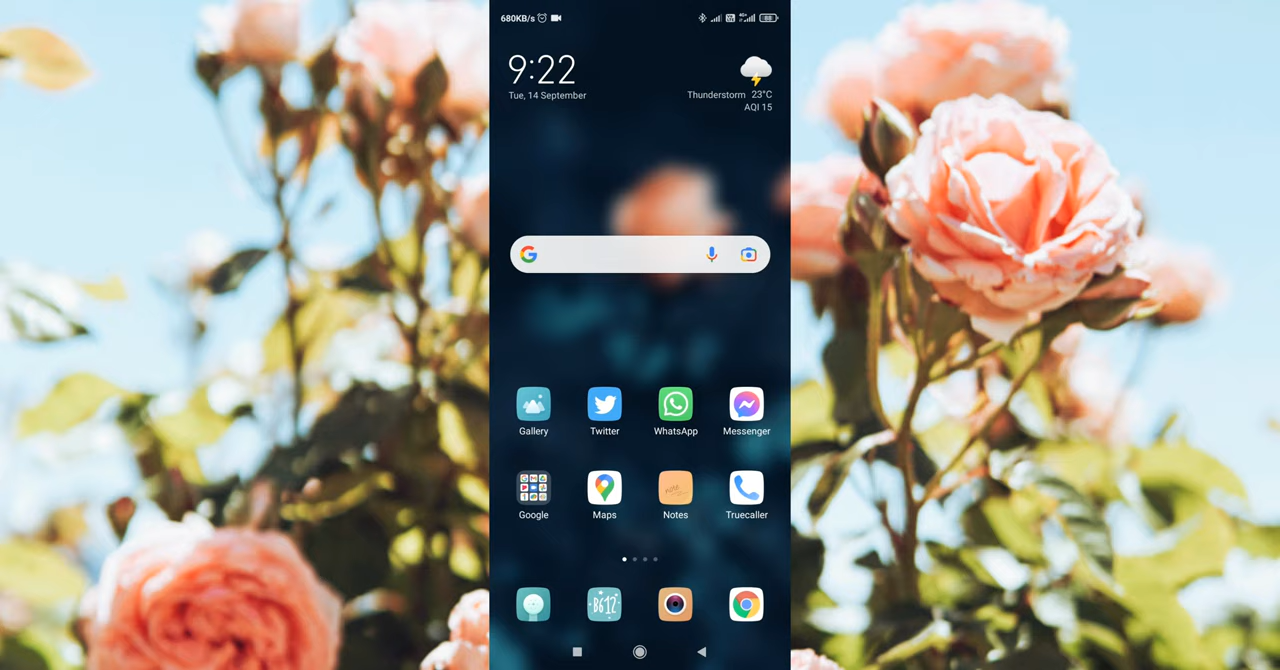 680KB/s
9:22
Tue, 14 September
Thunderstorm 23°C
AQI 15
Gallery
Twitter
WhatsApp
Messenger
Google
Maps
Notes
Truecaller
B612